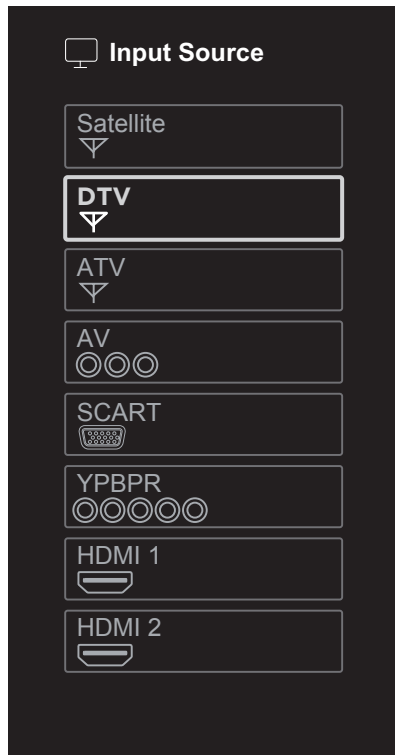 Input Source
Satellite
DTV
ATV
AV
SCART
YPBPR
HDMI 1
HDMI 2